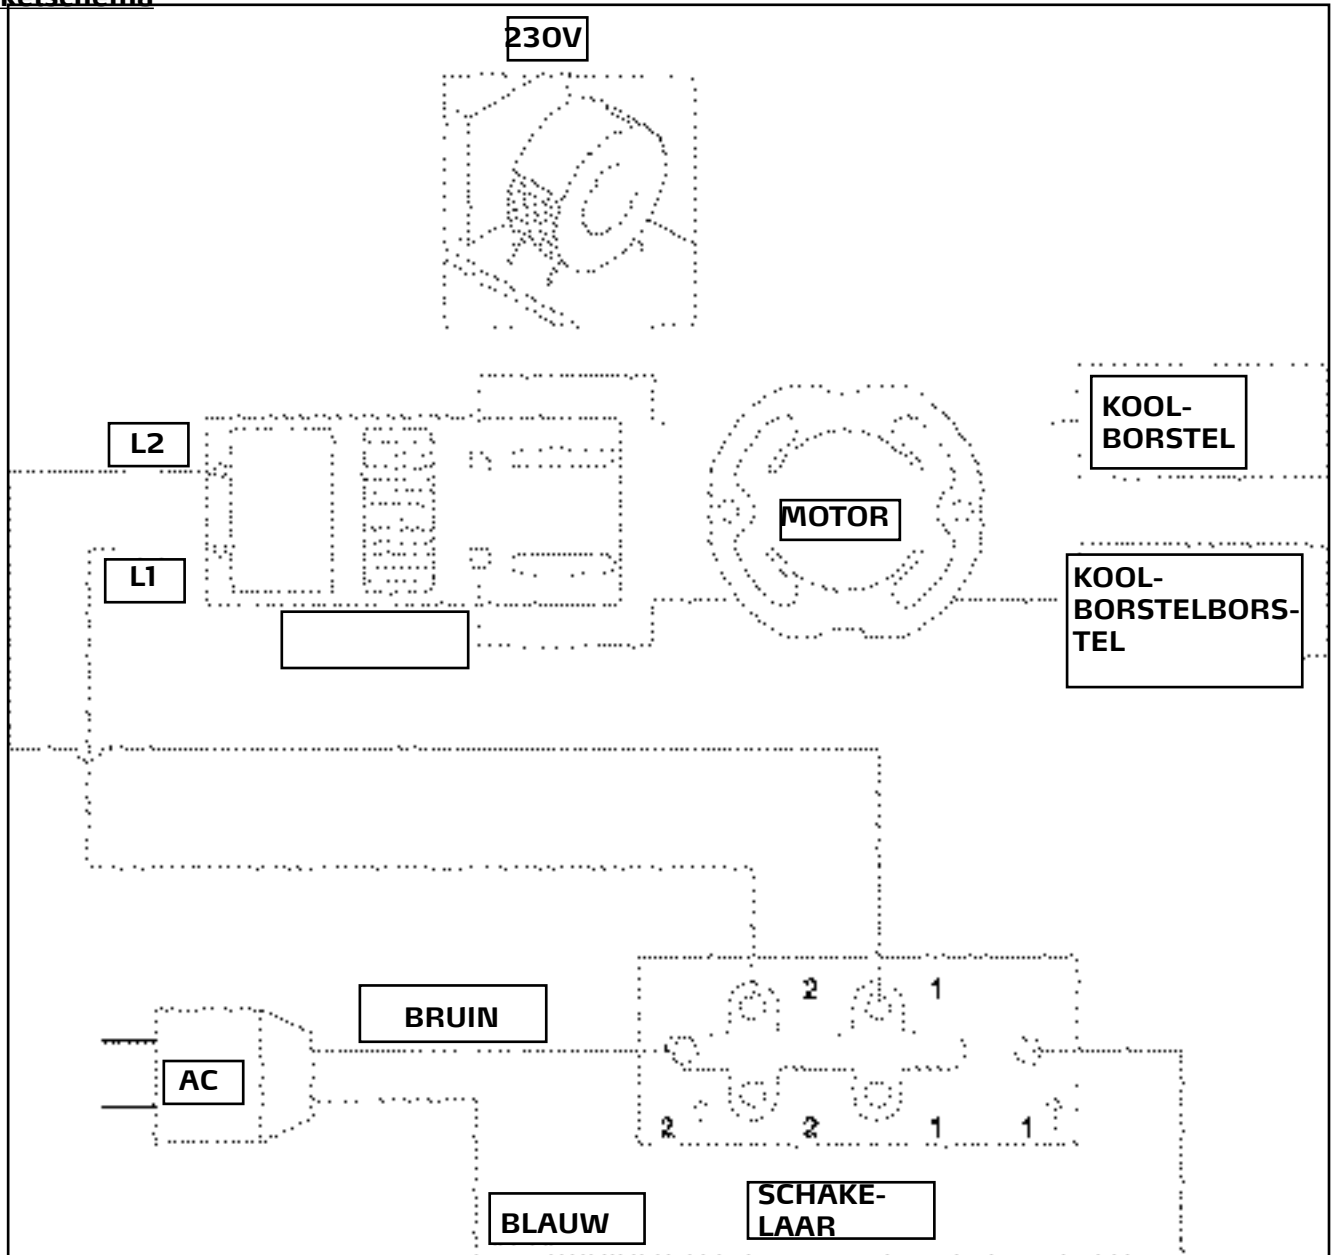 230V
L2
KOOL-
BORSTEL
MOTOR
L1
KOOL-
BORSTELBORS-
TEL
2 1
BRUIN
AC
2 2 1 1
SCHAKE-
LAAR
BLAUW